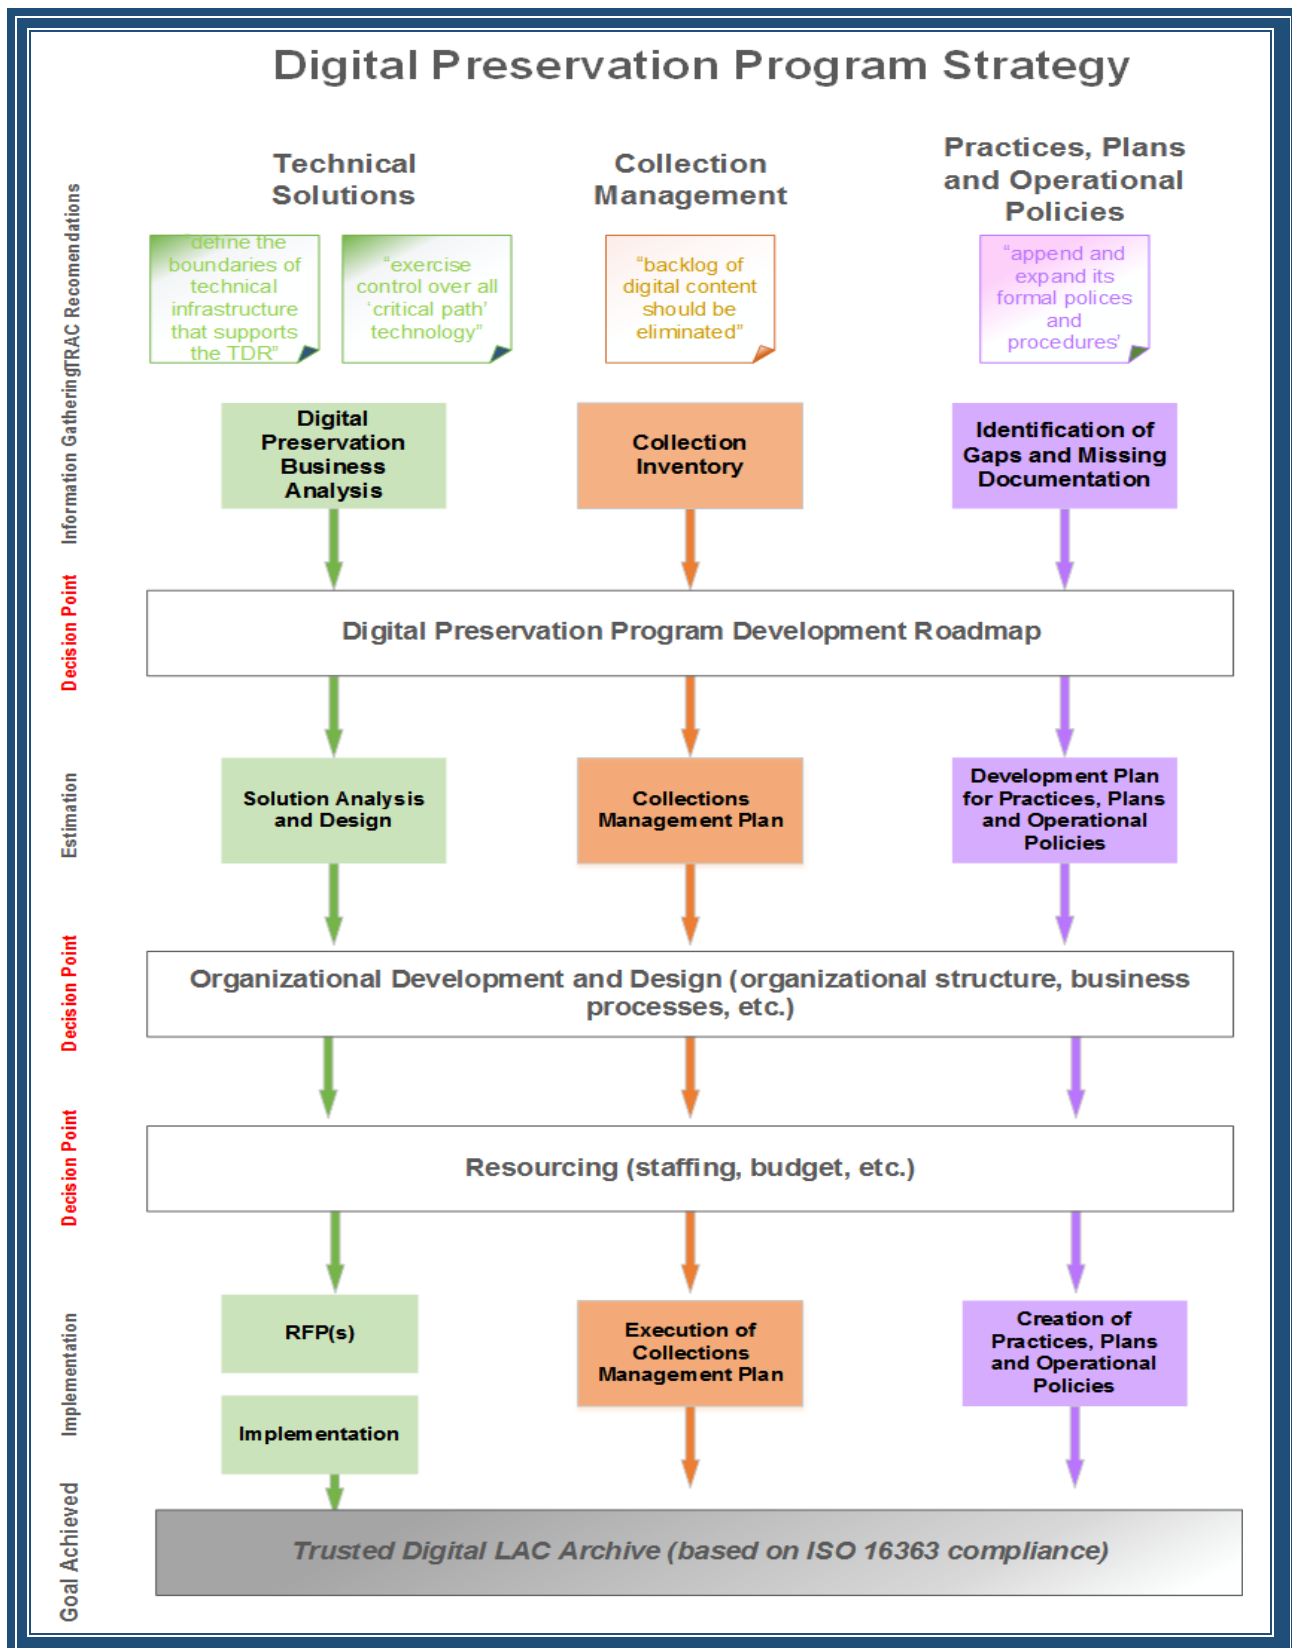 Digital Preservation Program Strategy
Technical
Solutions
Collection
Management
Practices, Plans
and Operational
Policies
TRAC Recomendations
“define the
boundaries of
technical
infrastructure
that supports
the TDR”
“exercise
control over all
‘critical path’
technology”
“backlog of
digital content
should be
eliminated”
“append and
expand its
formal polices
and
procedures’
Information Gathering
Digital
Preservation
Business
Analysis
Collection
Inventory
Identification of
Gaps and Missing
Documentation
Decision Point
Digital Preservation Program Development Roadmap
Estimation
Solution Analysis
and Design
Collections
Management Plan
Development Plan
for Practices, Plans
and Operational
Policies
Decision Point
Organizational Development and Design (organizational structure, business
processes, etc.)
Decision Point
Resourcing (staffing, budget, etc.)
Implementation
RFP(s)
Implementation
Execution of
Collections
Management Plan
Creation of
Practices, Plans
and Operational
Policies
Goal Achieved
Trusted Digital LAC Archive (based on ISO 16363 compliance)